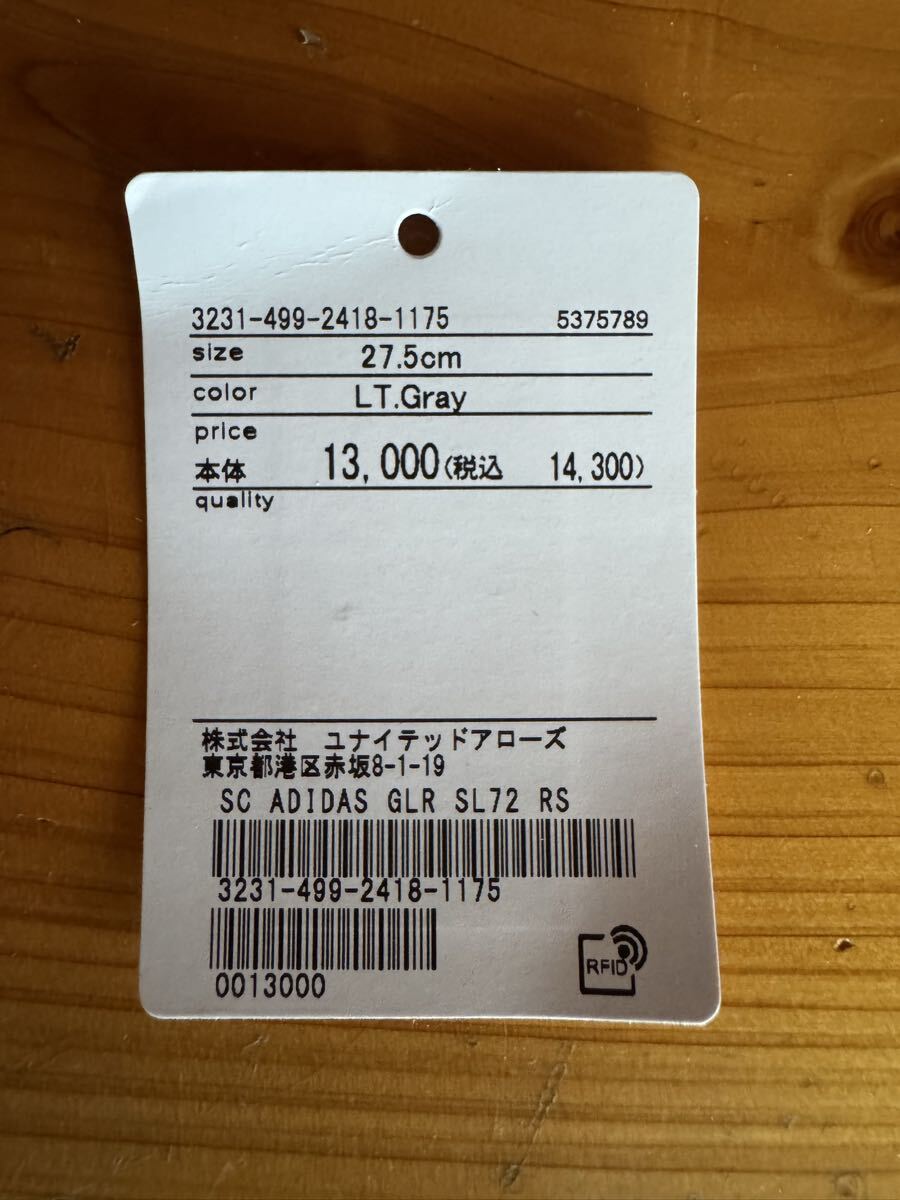 3231-499-2418-1175 5375789
size 27.5cm
color LT.Gray
price
本体 13,000(税込 14,300)
quality
株式会社 ユナイテッドアローズ
東京都港区赤坂8-1-19
SC ADIDAS GLR SL72 RS
3231-499-2418-1175
0013000
RFID